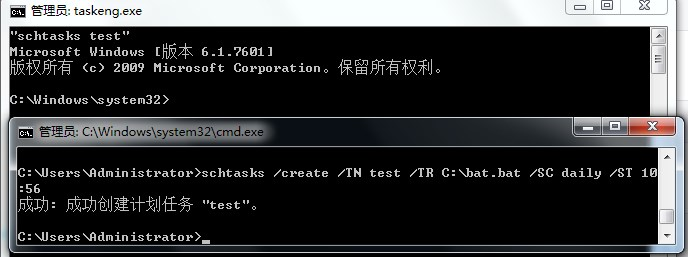 管理员: taskeng.exe
"schtasks test"
Microsoft Windows [版本 6.1.7601]
版权所有 (c) 2009 Microsoft Corporation。保留所有权利。
C:\Windows\system32>
管理员: C:\Windows\system32\cmd.exe
C:\Users\Administrator>schtasks /create /TN test /TR C:\bat.bat /SC daily /ST 10
:56
成功: 成功创建计划任务 "test"。
C:\Users\Administrator>_